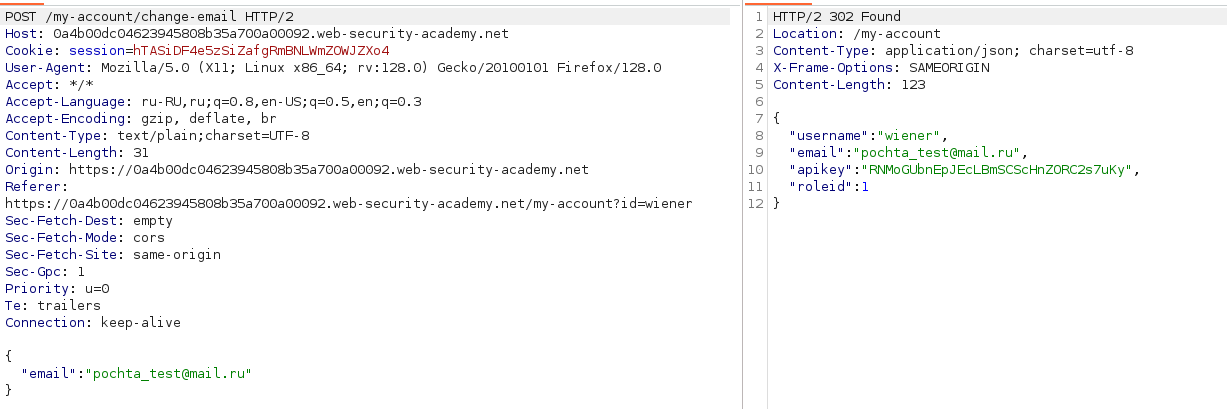 POST /my-account/change-email HTTP/2
Host: 0a4b00dc04623945808b35a700a00092.web-security-academy.net
Cookie: session=hTASiDF4e5zSiZafgRmBNLWmZOWJZXo4
User-Agent: Mozilla/5.0 (X11; Linux x86_64; rv:128.0) Gecko/20100101 Firefox/128.0
Accept: */*
Accept-Language: ru-RU,ru;q=0.8,en-US;q=0.5,en;q=0.3
Accept-Encoding: gzip, deflate, br
Content-Type: text/plain;charset=UTF-8
Content-Length: 31
Origin: https://0a4b00dc04623945808b35a700a00092.web-security-academy.net
Referer:
https://0a4b00dc04623945808b35a700a00092.web-security-academy.net/my-account?id=wiener
Sec-Fetch-Dest: empty
Sec-Fetch-Mode: cors
Sec-Fetch-Site: same-origin
Sec-Gpc: 1
Priority: u=0
Te: trailers
Connection: keep-alive
{
"email":"pochta_test@mail.ru"
}
1 HTTP/2 302 Found
2 Location: /my-account
3 Content-Type: application/json; charset=utf-8
4 X-Frame-Options: SAMEORIGIN
5 Content-Length: 123
6
7 {
8 "username":"wiener",
9 "email":"pochta_test@mail.ru",
10 "apikey":"RNMoGUbnEpJEcLBmSCScHnZORC2s7uKy",
11 "roleid":1
12 }